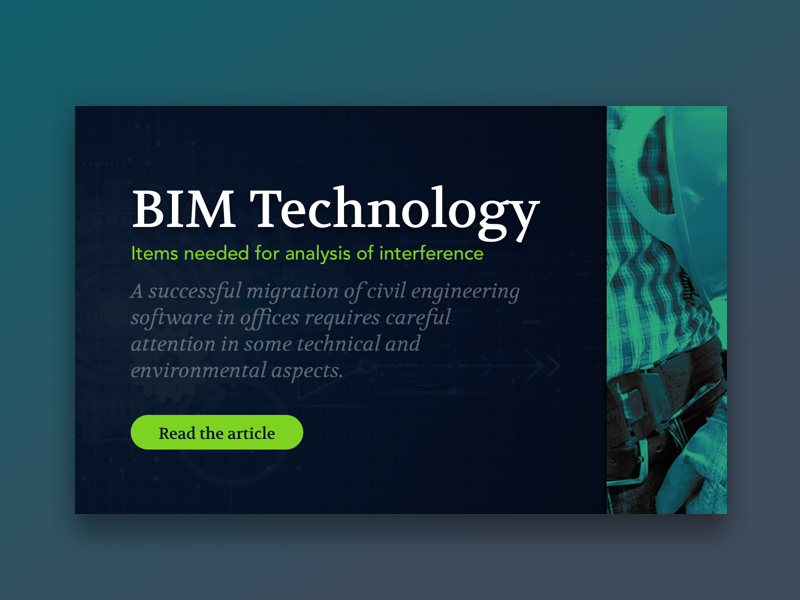 BIM Technology
Items needed for analysis of interference
A successful migration of civil engineering
software in offices requires careful
attention in some technical and
environmental aspects.
Read the article